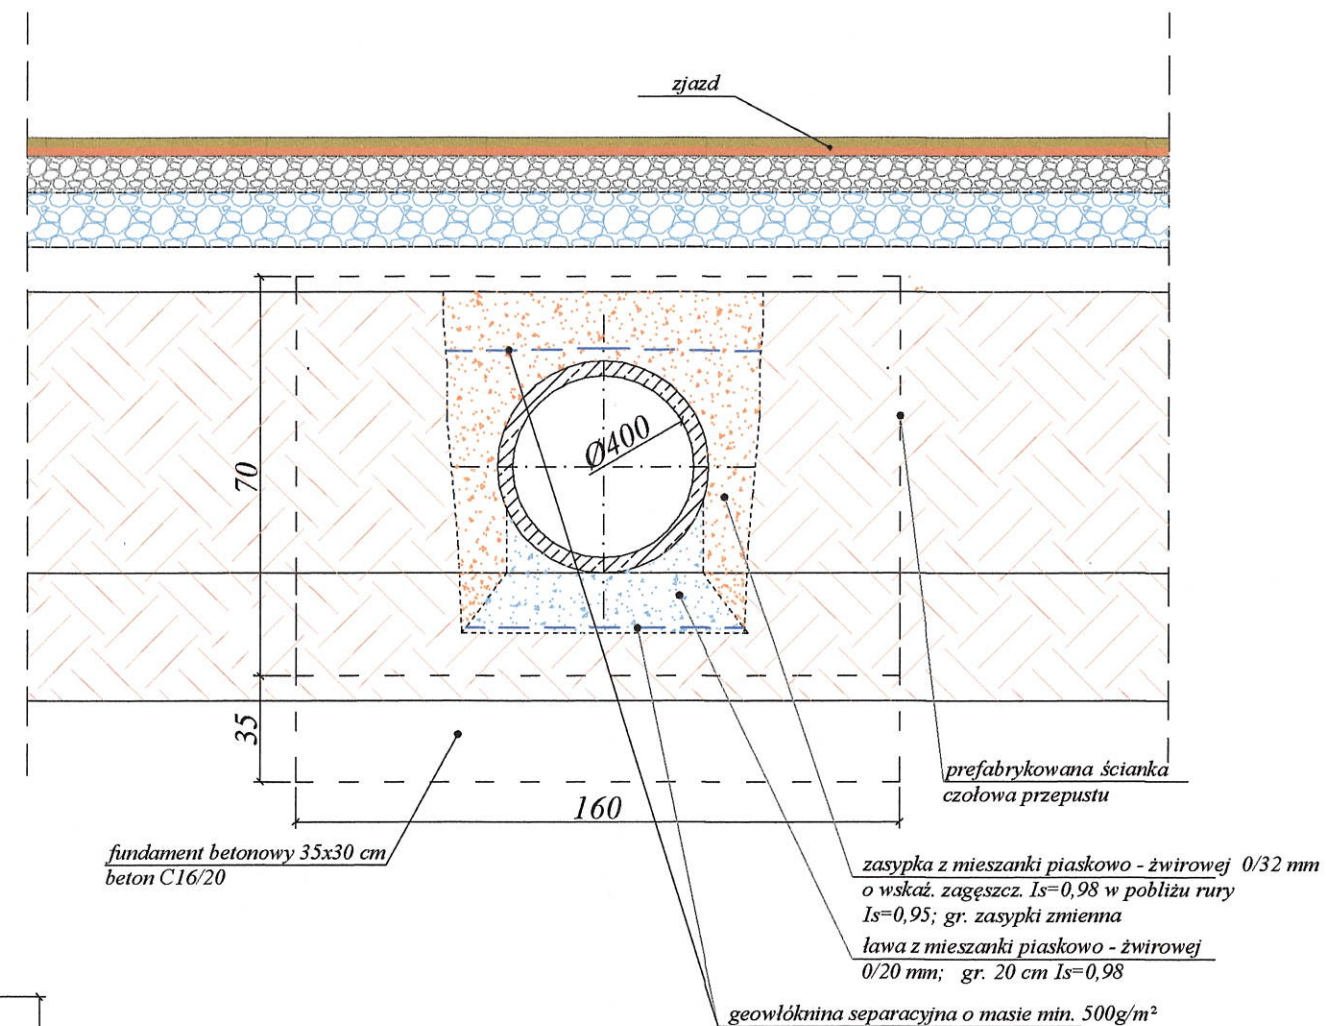 zjazd
Ø400
70
35
160
prefabrykowana ścianka
czołowa przepustu
fundament betonowy 35x30 cm
beton C16/20
zasypka z mieszanki piaskowo - żwirowej 0/32 mm
o wskaź. zagęszcz. Is=0,98 w pobliżu rury
Is=0,95; gr. zasypki zmienna
ława z mieszanki piaskowo - żwirowej
0/20 mm; gr. 20 cm Is=0,98
geowłóknina separacyjna o masie min. 500g/m²